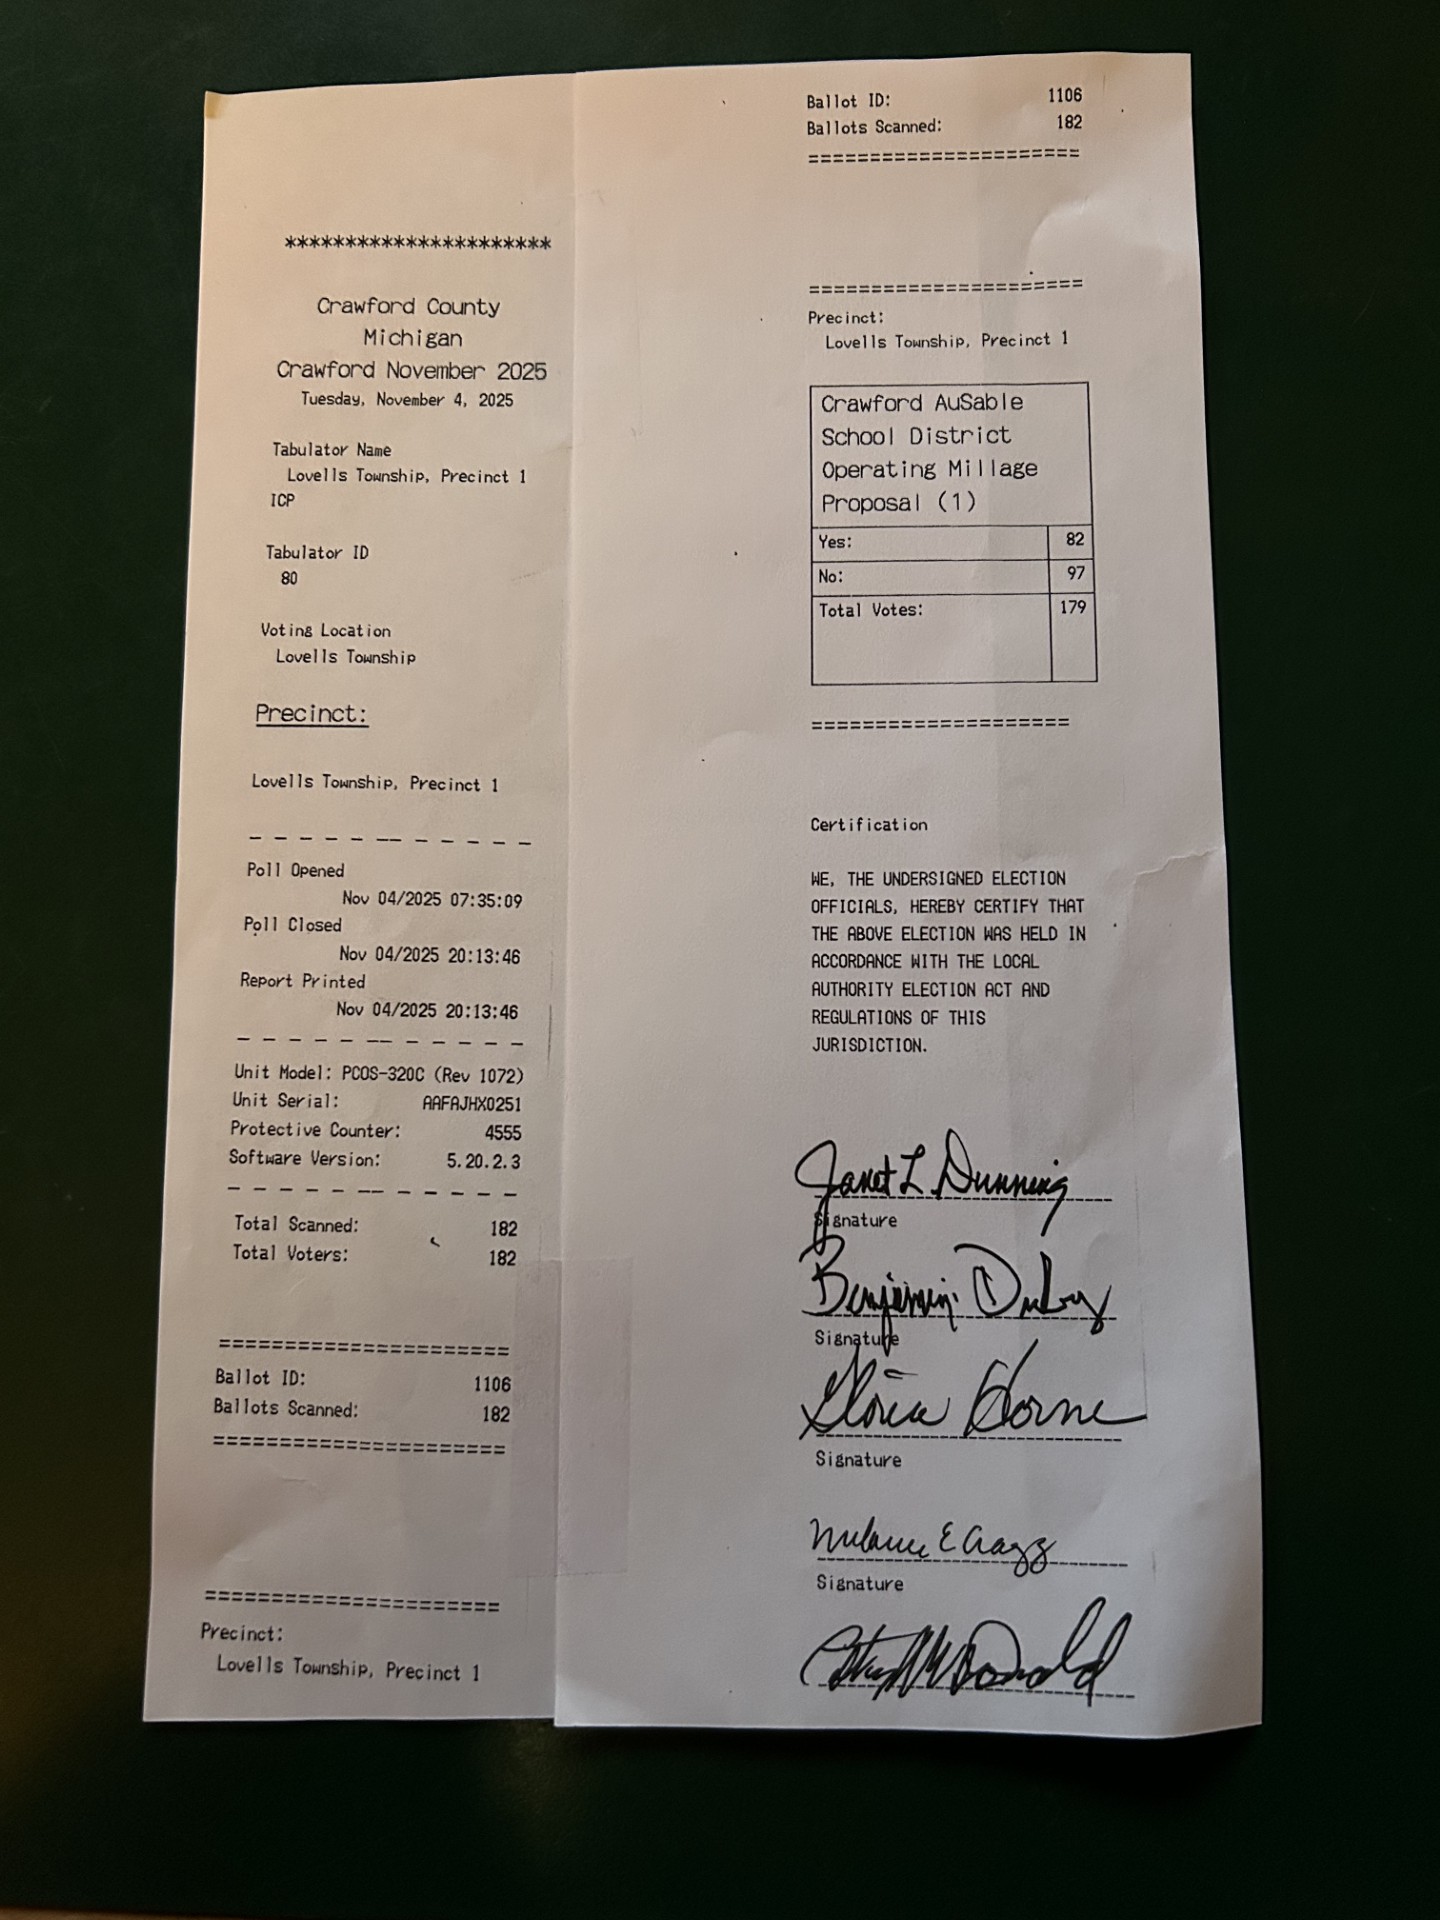 *********************
Crawford County
Michigan
Crawford November 2025
Tuesday, November 4, 2025
Tabulator Name
Lovells Township, Precinct 1
ICP
Tabulator ID
80
Voting Location
Lovells Township
Precinct:
Lovells Township, Precinct 1
Poll Opened
Nov 04/2025 07:35:09
Poll Closed
Nov 04/2025 20:13:46
Report Printed
Nov 04/2025 20:13:46
Unit Model: PCOS-320C (Rev 1072)
Unit Serial: AAFAJHX0251
Protective Counter: 4555
Software Version: 5.20.2.3
Total Scanned: 182
Total Voters: 182
Ballot ID: 1106
Ballots Scanned: 182
Precinct:
Lovells Township, Precinct 1
Ballot ID: 1106
Ballots Scanned: 182
Precinct:
Lovells Township, Precinct 1
Crawford AuSable
School District
Operating Millage
Proposal (1)
Yes: 82
No: 97
Total Votes: 179
Certification
WE, THE UNDERSIGNED ELECTION
OFFICIALS, HEREBY CERTIFY THAT
THE ABOVE ELECTION WAS HELD IN
ACCORDANCE WITH THE LOCAL
AUTHORITY ELECTION ACT AND
REGULATIONS OF THIS
JURISDICTION.
Janet L Dunning
Signature
Benjamin
Signature
Gloria Horne
Signature
Melanie E
Signature
McDonald